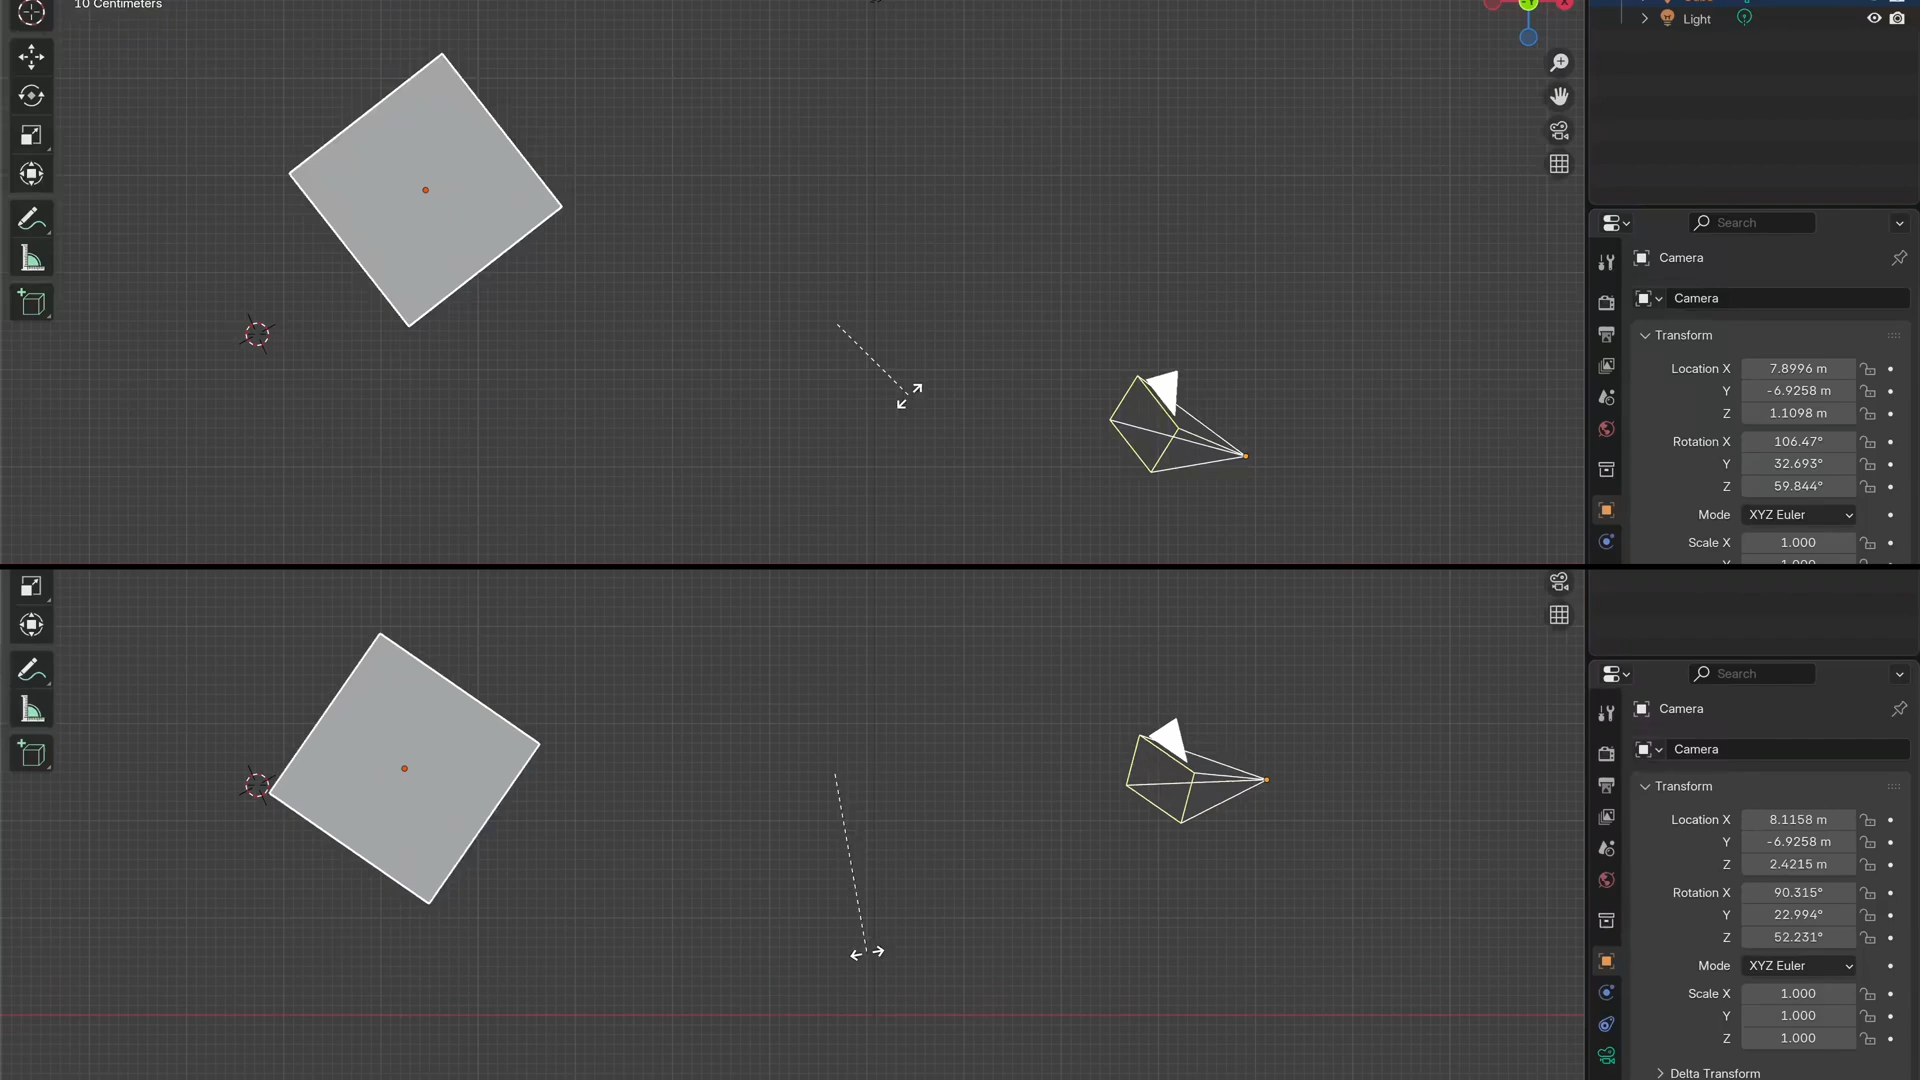 10 Centimeters
X
-Y
Light
Search
Camera
Camera
Transform
Location X 7.8996 m
Y -6.9258 m
Z 1.1098 m
Rotation X 106.47°
Y 32.693°
Z 59.844°
Mode XYZ Euler
Scale X 1.000
Search
Camera
Camera
Transform
Location X 8.1158 m
Y -6.9258 m
Z 2.4215 m
Rotation X 90.315°
Y 22.994°
Z 52.231°
Mode XYZ Euler
Scale X 1.000
Y 1.000
Z 1.000
Delta Transform